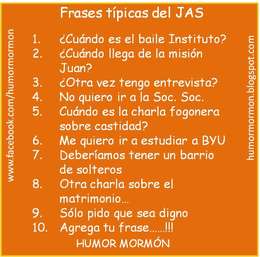 Frases típicas del JAS
1. ¿Cuándo es el baile Instituto?
2. ¿Cuándo llega de la misión
Juan?
3. ¿Otra vez tengo entrevista?
4. No quiero ir a la Soc. Soc.
5. Cuándo es la charla fogonera
sobre castidad?
6. Me quiero ir a estudiar a BYU
7. Deberíamos tener un barrio
de solteros
8. Otra charla sobre el
matrimonio...
9. Sólo pido que sea digno
10. Agrega tu frase......!!!
HUMOR MORMÓN
www.facebook.com/humormormon
humormormon.blogspot.com